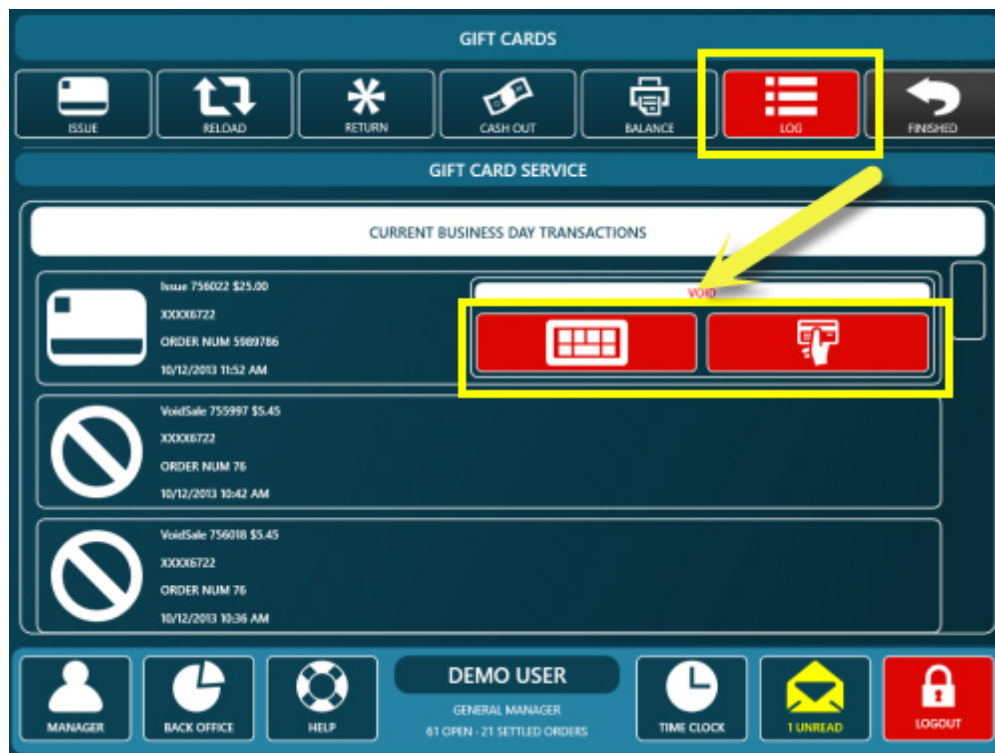 GIFT CARDS
ISSUE
RELOAD
RETURN
CASH OUT
BALANCE
LOG
FINISHED
GIFT CARD SERVICE
CURRENT BUSINESS DAY TRANSACTIONS
Issue 756022 $25.00
XXXX6722
ORDER NUM 5989786
10/12/2013 11:52 AM
VOID
VoidSale 755997 $5.45
XXXX6722
ORDER NUM 76
10/12/2013 10:42 AM
VoidSale 756018 $5.45
XXXX6722
ORDER NUM 76
10/12/2013 10:36 AM
MANAGER
BACK OFFICE
HELP
DEMO USER
GENERAL MANAGER
61 OPEN - 21 SETTLED ORDERS
TIME CLOCK
1 UNREAD
LOGOUT